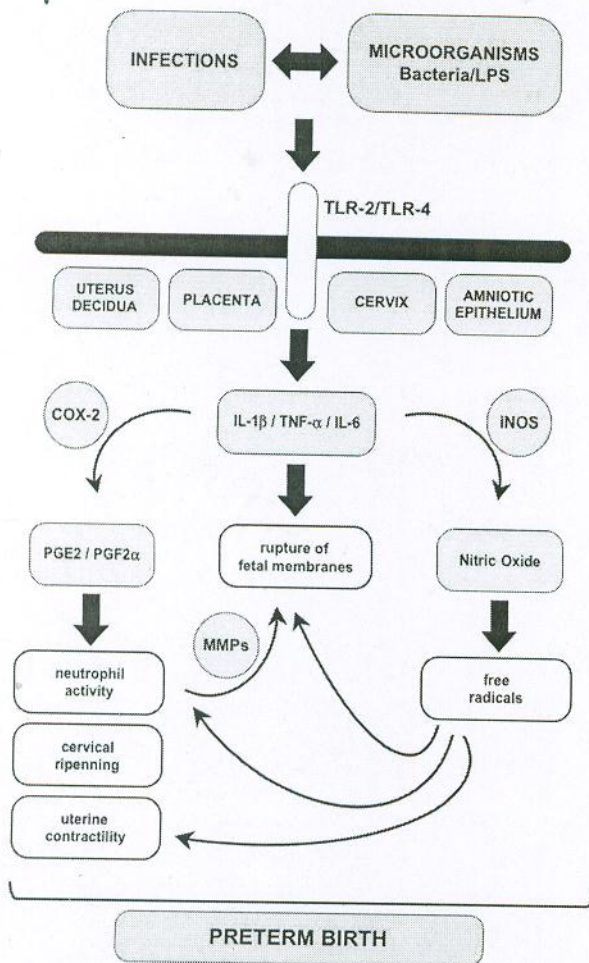 INFECTIONS
MICROORGANISMS
Bacteria/LPS
TLR-2/TLR-4
UTERUS
DECIDUA
PLACENTA
CERVIX
AMNIOTIC
EPITHELIUM
COX-2
IL-1β / TNF-α / IL-6
iNOS
PGE2 / PGF2α
rupture of
fetal membranes
Nitric Oxide
MMPs
neutrophil
activity
free
radicals
cervical
ripenning
uterine
contractility
PRETERM BIRTH